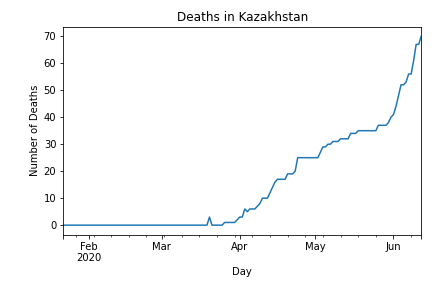 Deaths in Kazakhstan
Number of Deaths
70
60
50
40
30
20
10
0
Feb
2020
Mar
Apr
May
Jun
Day